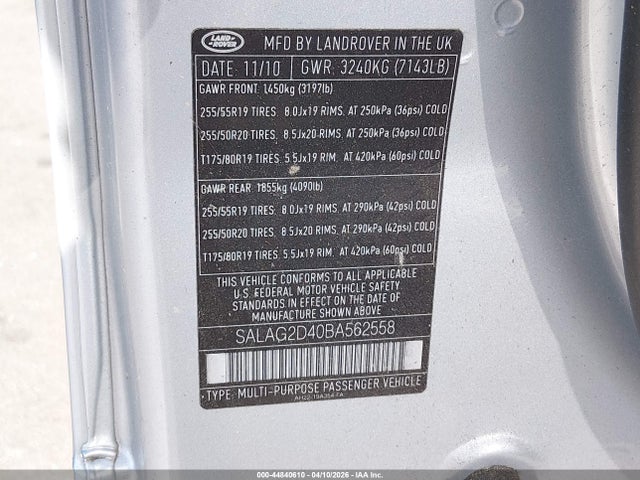 LAND ROVER
MFD BY LANDROVER IN THE UK
DATE: 11/10 GWR: 3240KG (7143LB)
GAWR FRONT: 1450kg (3197lb)
255/55R19 TIRES. 8.0Jx19 RIMS. AT 250kPa (36psi) COLD
255/50R20 TIRES. 8.5Jx20 RIMS. AT 250kPa (36psi) COLD
T175/80R19 TIRES. 5.5Jx19 RIM. AT 420kPa (60psi) COLD
GAWR REAR: 1855kg (4090lb)
255/55R19 TIRES. 8.0Jx19 RIMS. AT 290kPa (42psi) COLD
255/50R20 TIRES. 8.5Jx20 RIMS. AT 290kPa (42psi) COLD
T175/80R19 TIRES. 5.5Jx19 RIM. AT 420kPa (60psi) COLD
THIS VEHICLE CONFORMS TO ALL APPLICABLE
U.S. FEDERAL MOTOR VEHICLE SAFETY
STANDARDS IN EFFECT ON THE DATE OF
MANUFACTURE
SALAG2D40BA562558
TYPE: MULTI-PURPOSE PASSENGER VEHICLE
000-44840610 04/10/2026 IAA